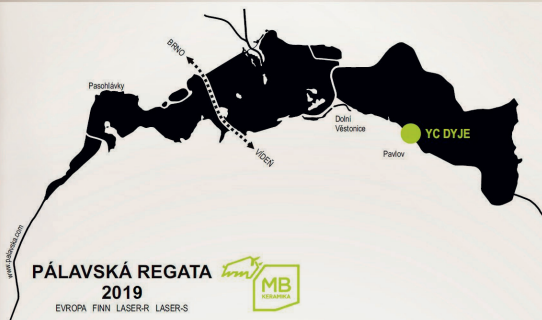 BRNO
Pasohlávky
VÍDEŇ
Dolní
Věstonice
YC DYJE
Pavlov
www.palavska.com
PÁLAVSKÁ REGATA
2019
EVROPA FINN LASER-R LASER-S
MB
KERAMIKA